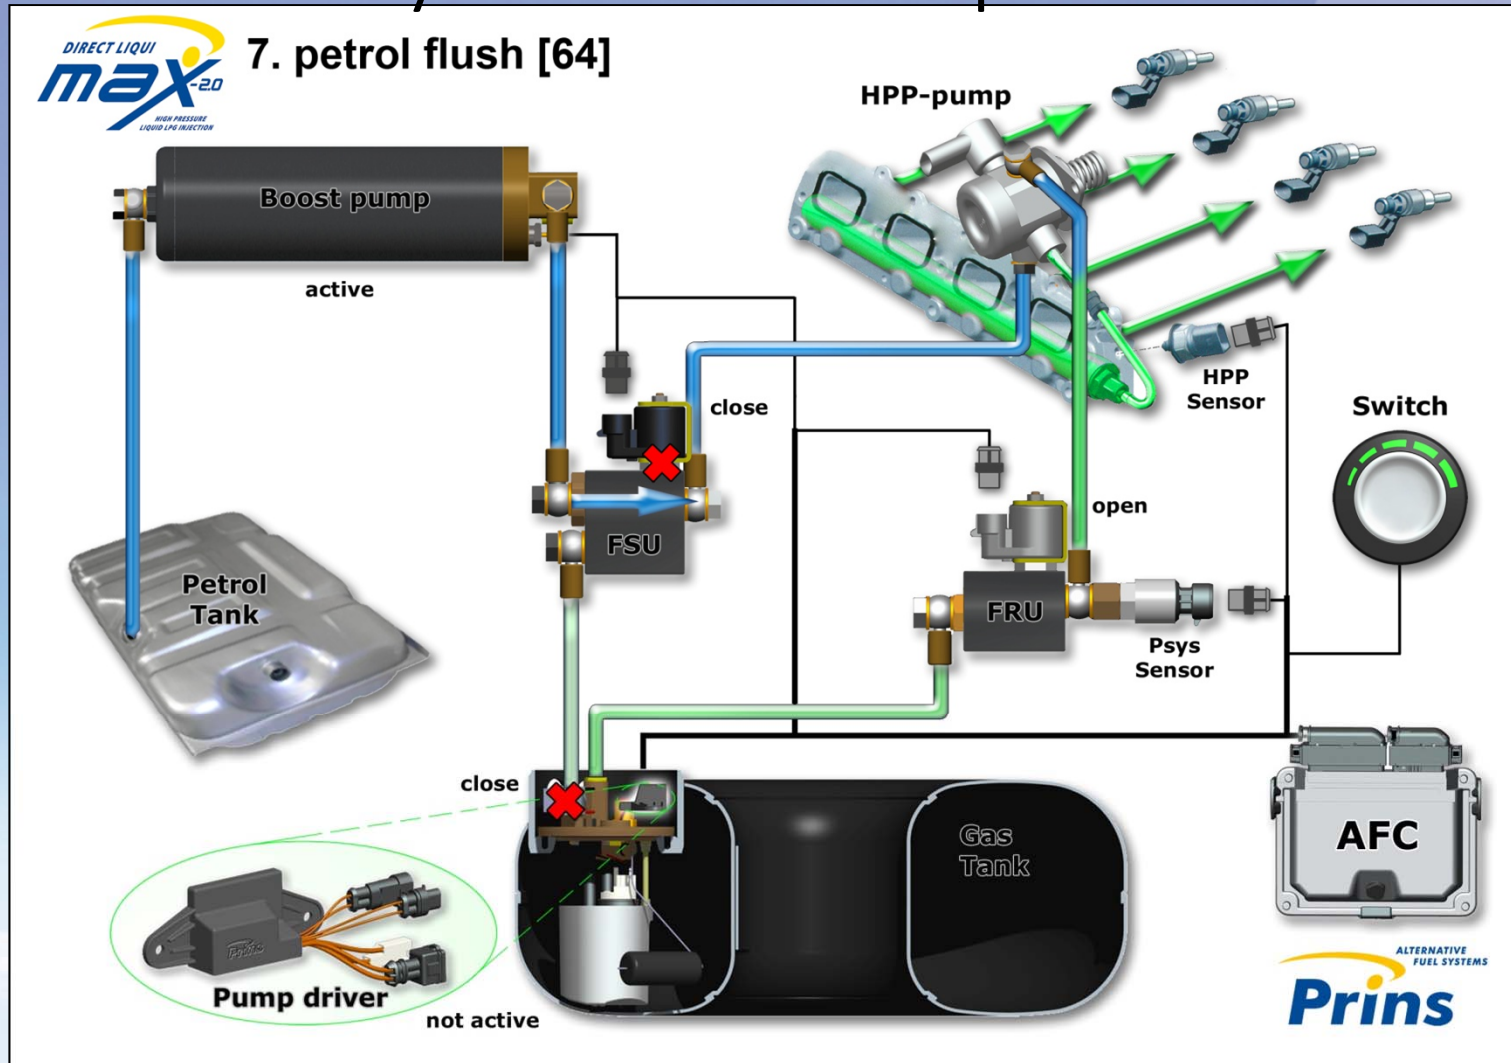 DIRECT LIQUI
max-2.0
HIGH PRESSURE
LIQUID LPG INJECTION
7. petrol flush [64]
HPP-pump
Boost pump
active
HPP
Sensor
close
Switch
open
FSU
Petrol
Tank
FRU
Psys
Sensor
close
Gas
Tank
AFC
Prins
Pump driver
not active
ALTERNATIVE
FUEL SYSTEMS
Prins